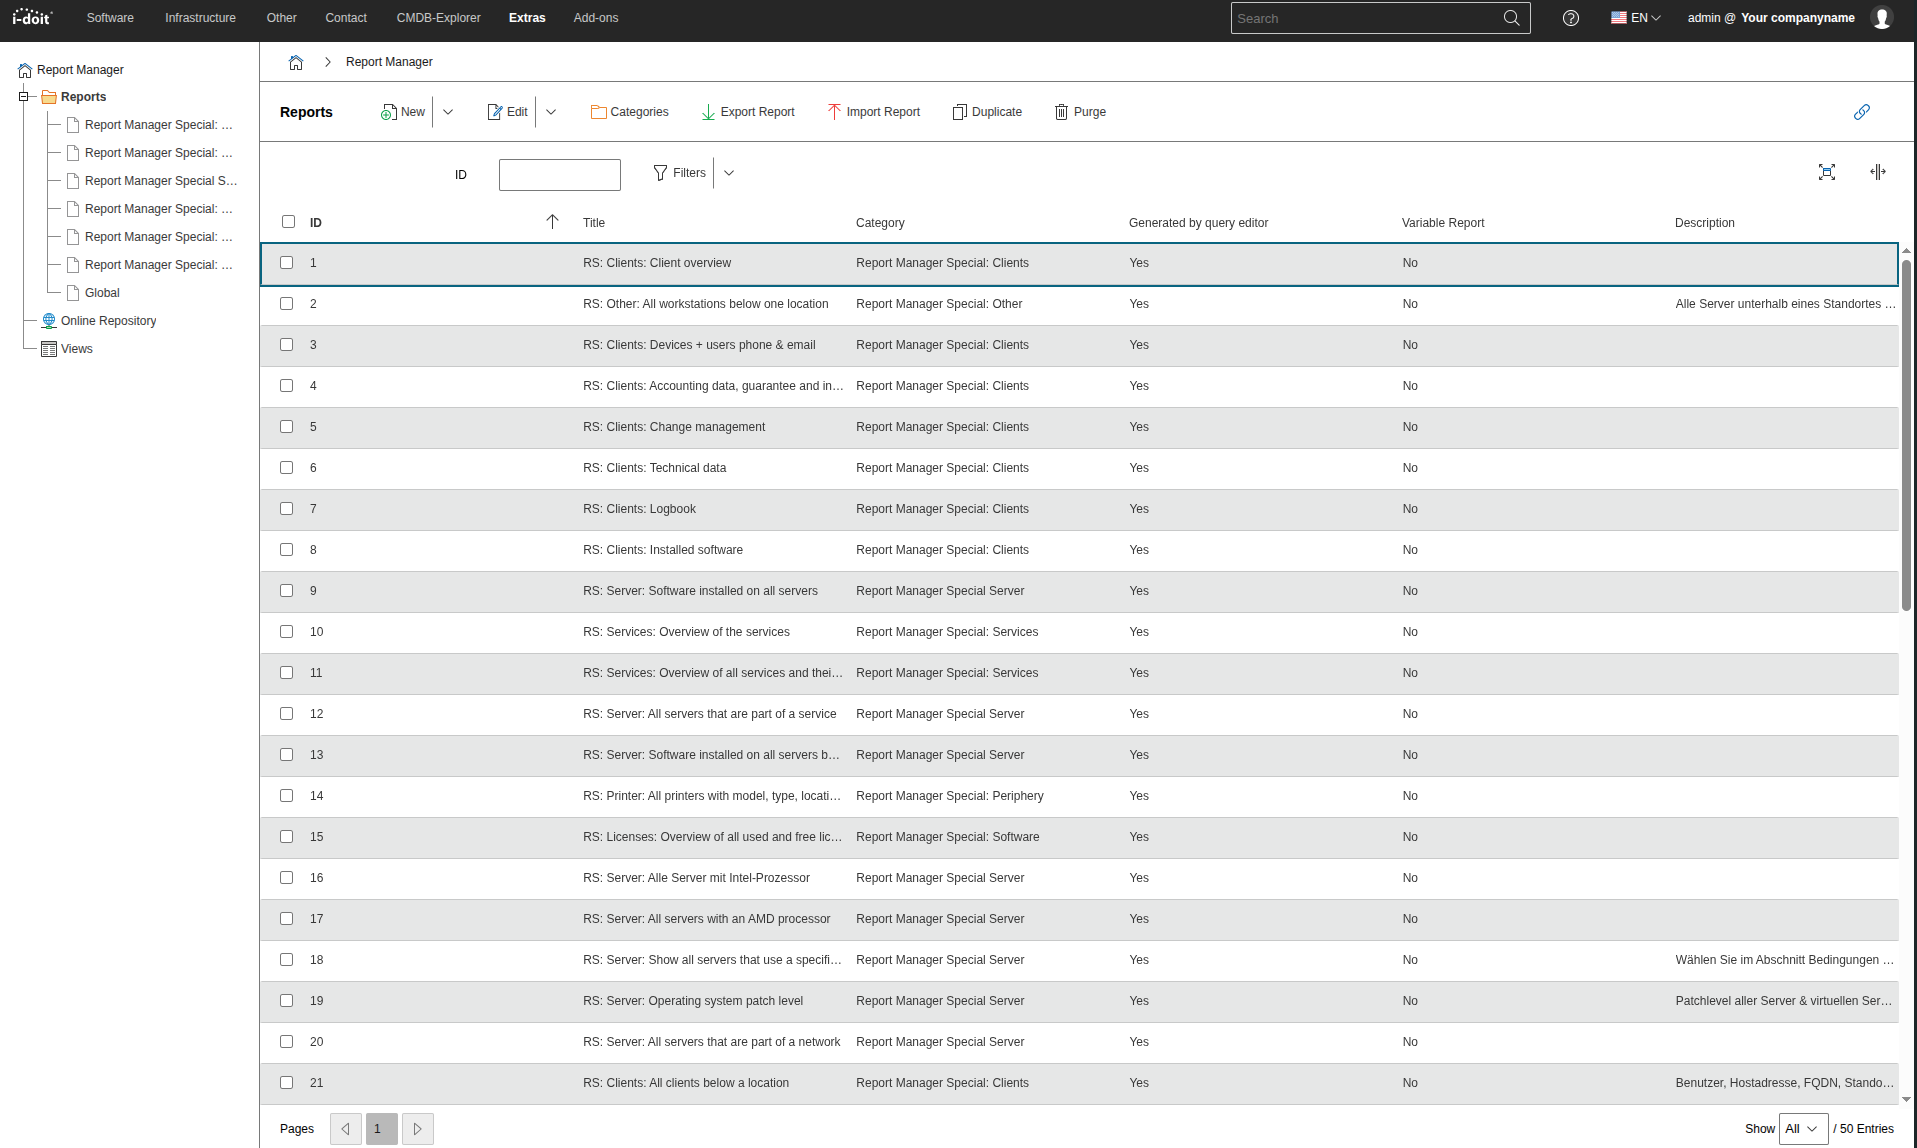 i-doit Software Infrastructure Other Contact CMDB-Explorer Extras Add-ons Search EN admin @ Your companyname
Report Manager
Reports
Report Manager Special: ...
Report Manager Special: ...
Report Manager Special S...
Report Manager Special: ...
Report Manager Special: ...
Report Manager Special: ...
Global
Online Repository
Views
Report Manager
Reports New Edit Categories Export Report Import Report Duplicate Purge
ID Filters
ID Title Category Generated by query editor Variable Report Description
1 RS: Clients: Client overview Report Manager Special: Clients Yes No
2 RS: Other: All workstations below one location Report Manager Special: Other Yes No Alle Server unterhalb eines Standortes ...
3 RS: Clients: Devices + users phone & email Report Manager Special: Clients Yes No
4 RS: Clients: Accounting data, guarantee and in... Report Manager Special: Clients Yes No
5 RS: Clients: Change management Report Manager Special: Clients Yes No
6 RS: Clients: Technical data Report Manager Special: Clients Yes No
7 RS: Clients: Logbook Report Manager Special: Clients Yes No
8 RS: Clients: Installed software Report Manager Special: Clients Yes No
9 RS: Server: Software installed on all servers Report Manager Special Server Yes No
10 RS: Services: Overview of the services Report Manager Special: Services Yes No
11 RS: Services: Overview of all services and thei... Report Manager Special: Services Yes No
12 RS: Server: All servers that are part of a service Report Manager Special Server Yes No
13 RS: Server: Software installed on all servers b... Report Manager Special Server Yes No
14 RS: Printer: All printers with model, type, locati... Report Manager Special: Periphery Yes No
15 RS: Licenses: Overview of all used and free lic... Report Manager Special: Software Yes No
16 RS: Server: Alle Server mit Intel-Prozessor Report Manager Special Server Yes No
17 RS: Server: All servers with an AMD processor Report Manager Special Server Yes No
18 RS: Server: Show all servers that use a specifi... Report Manager Special Server Yes No Wählen Sie im Abschnitt Bedingungen ...
19 RS: Server: Operating system patch level Report Manager Special Server Yes No Patchlevel aller Server & virtuellen Ser...
20 RS: Server: All servers that are part of a network Report Manager Special Server Yes No
21 RS: Clients: All clients below a location Report Manager Special: Clients Yes No Benutzer, Hostadresse, FQDN, Stando...
Pages 1 Show All / 50 Entries